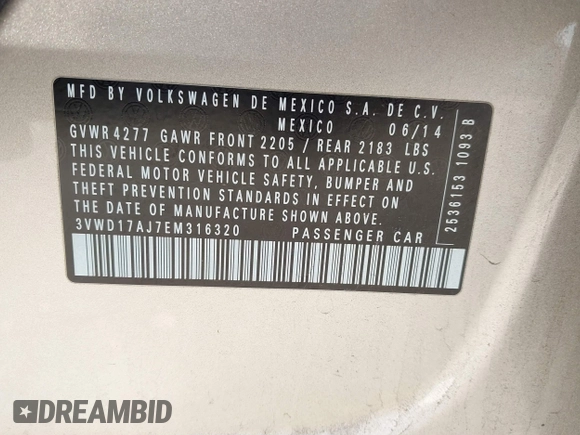 MFD BY VOLKSWAGEN DE MEXICO S.A. DE C.V.
MEXICO 06/14
GVWR 4277 GAWR FRONT 2205 / REAR 2183 LBS
THIS VEHICLE CONFORMS TO ALL APPLICABLE U.S.
FEDERAL MOTOR VEHICLE SAFETY, BUMPER AND
THEFT PREVENTION STANDARDS IN EFFECT ON
THE DATE OF MANUFACTURE SHOWN ABOVE.
3VWD17AJ7EM316320 PASSENGER CAR
2536153 1093 B
DREAMBID